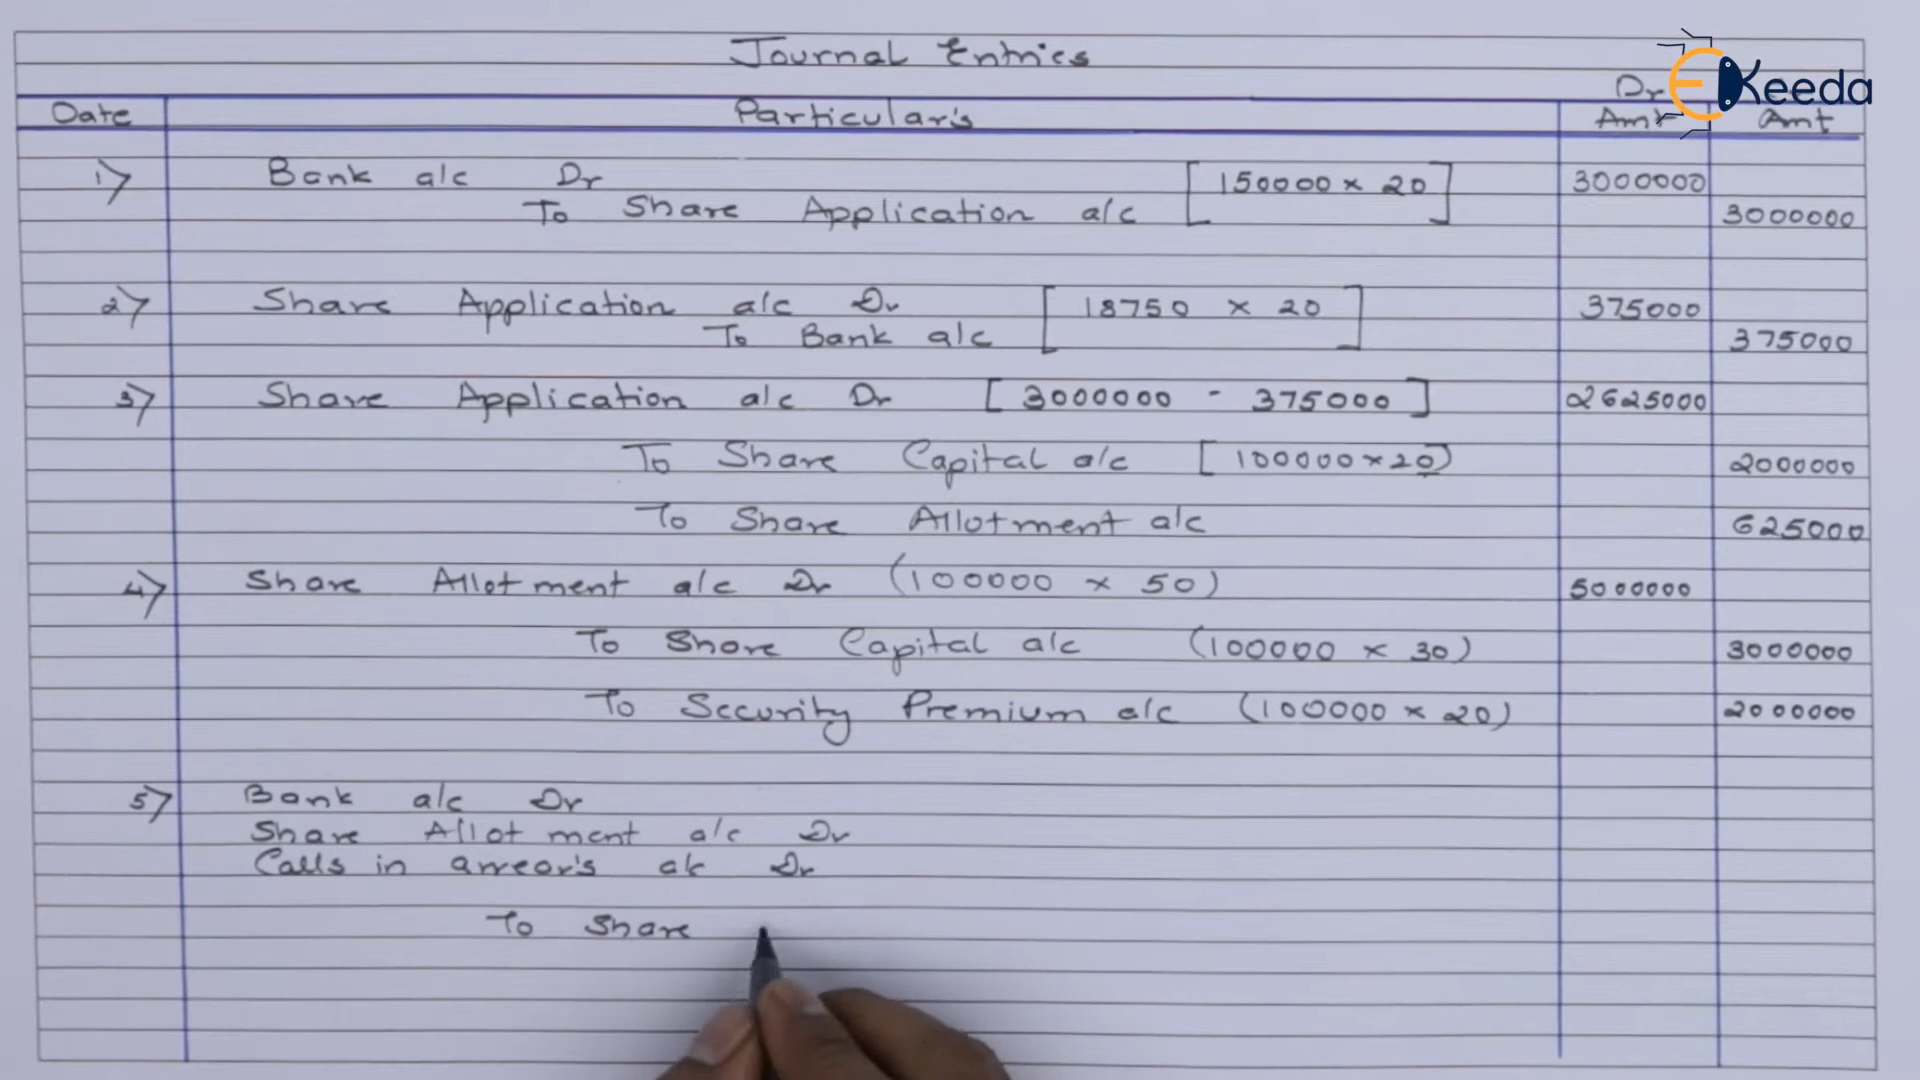 Journal Entries
Dr
Keeda
Date Particular's Amt Amt
1) Bank a/c Dr [150000 × 20] 3000000
To Share Application a/c 3000000
2) Share Application a/c Dr [18750 × 20] 375000
To Bank a/c 375000
3) Share Application a/c Dr [3000000 - 375000] 2625000
To Share Capital a/c [100000×20) 2000000
To Share Allotment a/c 625000
4) Share Allotment a/c Dr (100000 × 50) 5000000
To Share Capital a/c (100000 × 30) 3000000
To Security Premium a/c (100000 × 20) 2000000
5) Bank a/c Dr
Share Allotment a/c Dr
Calls in arrear's a/c Dr
To Share